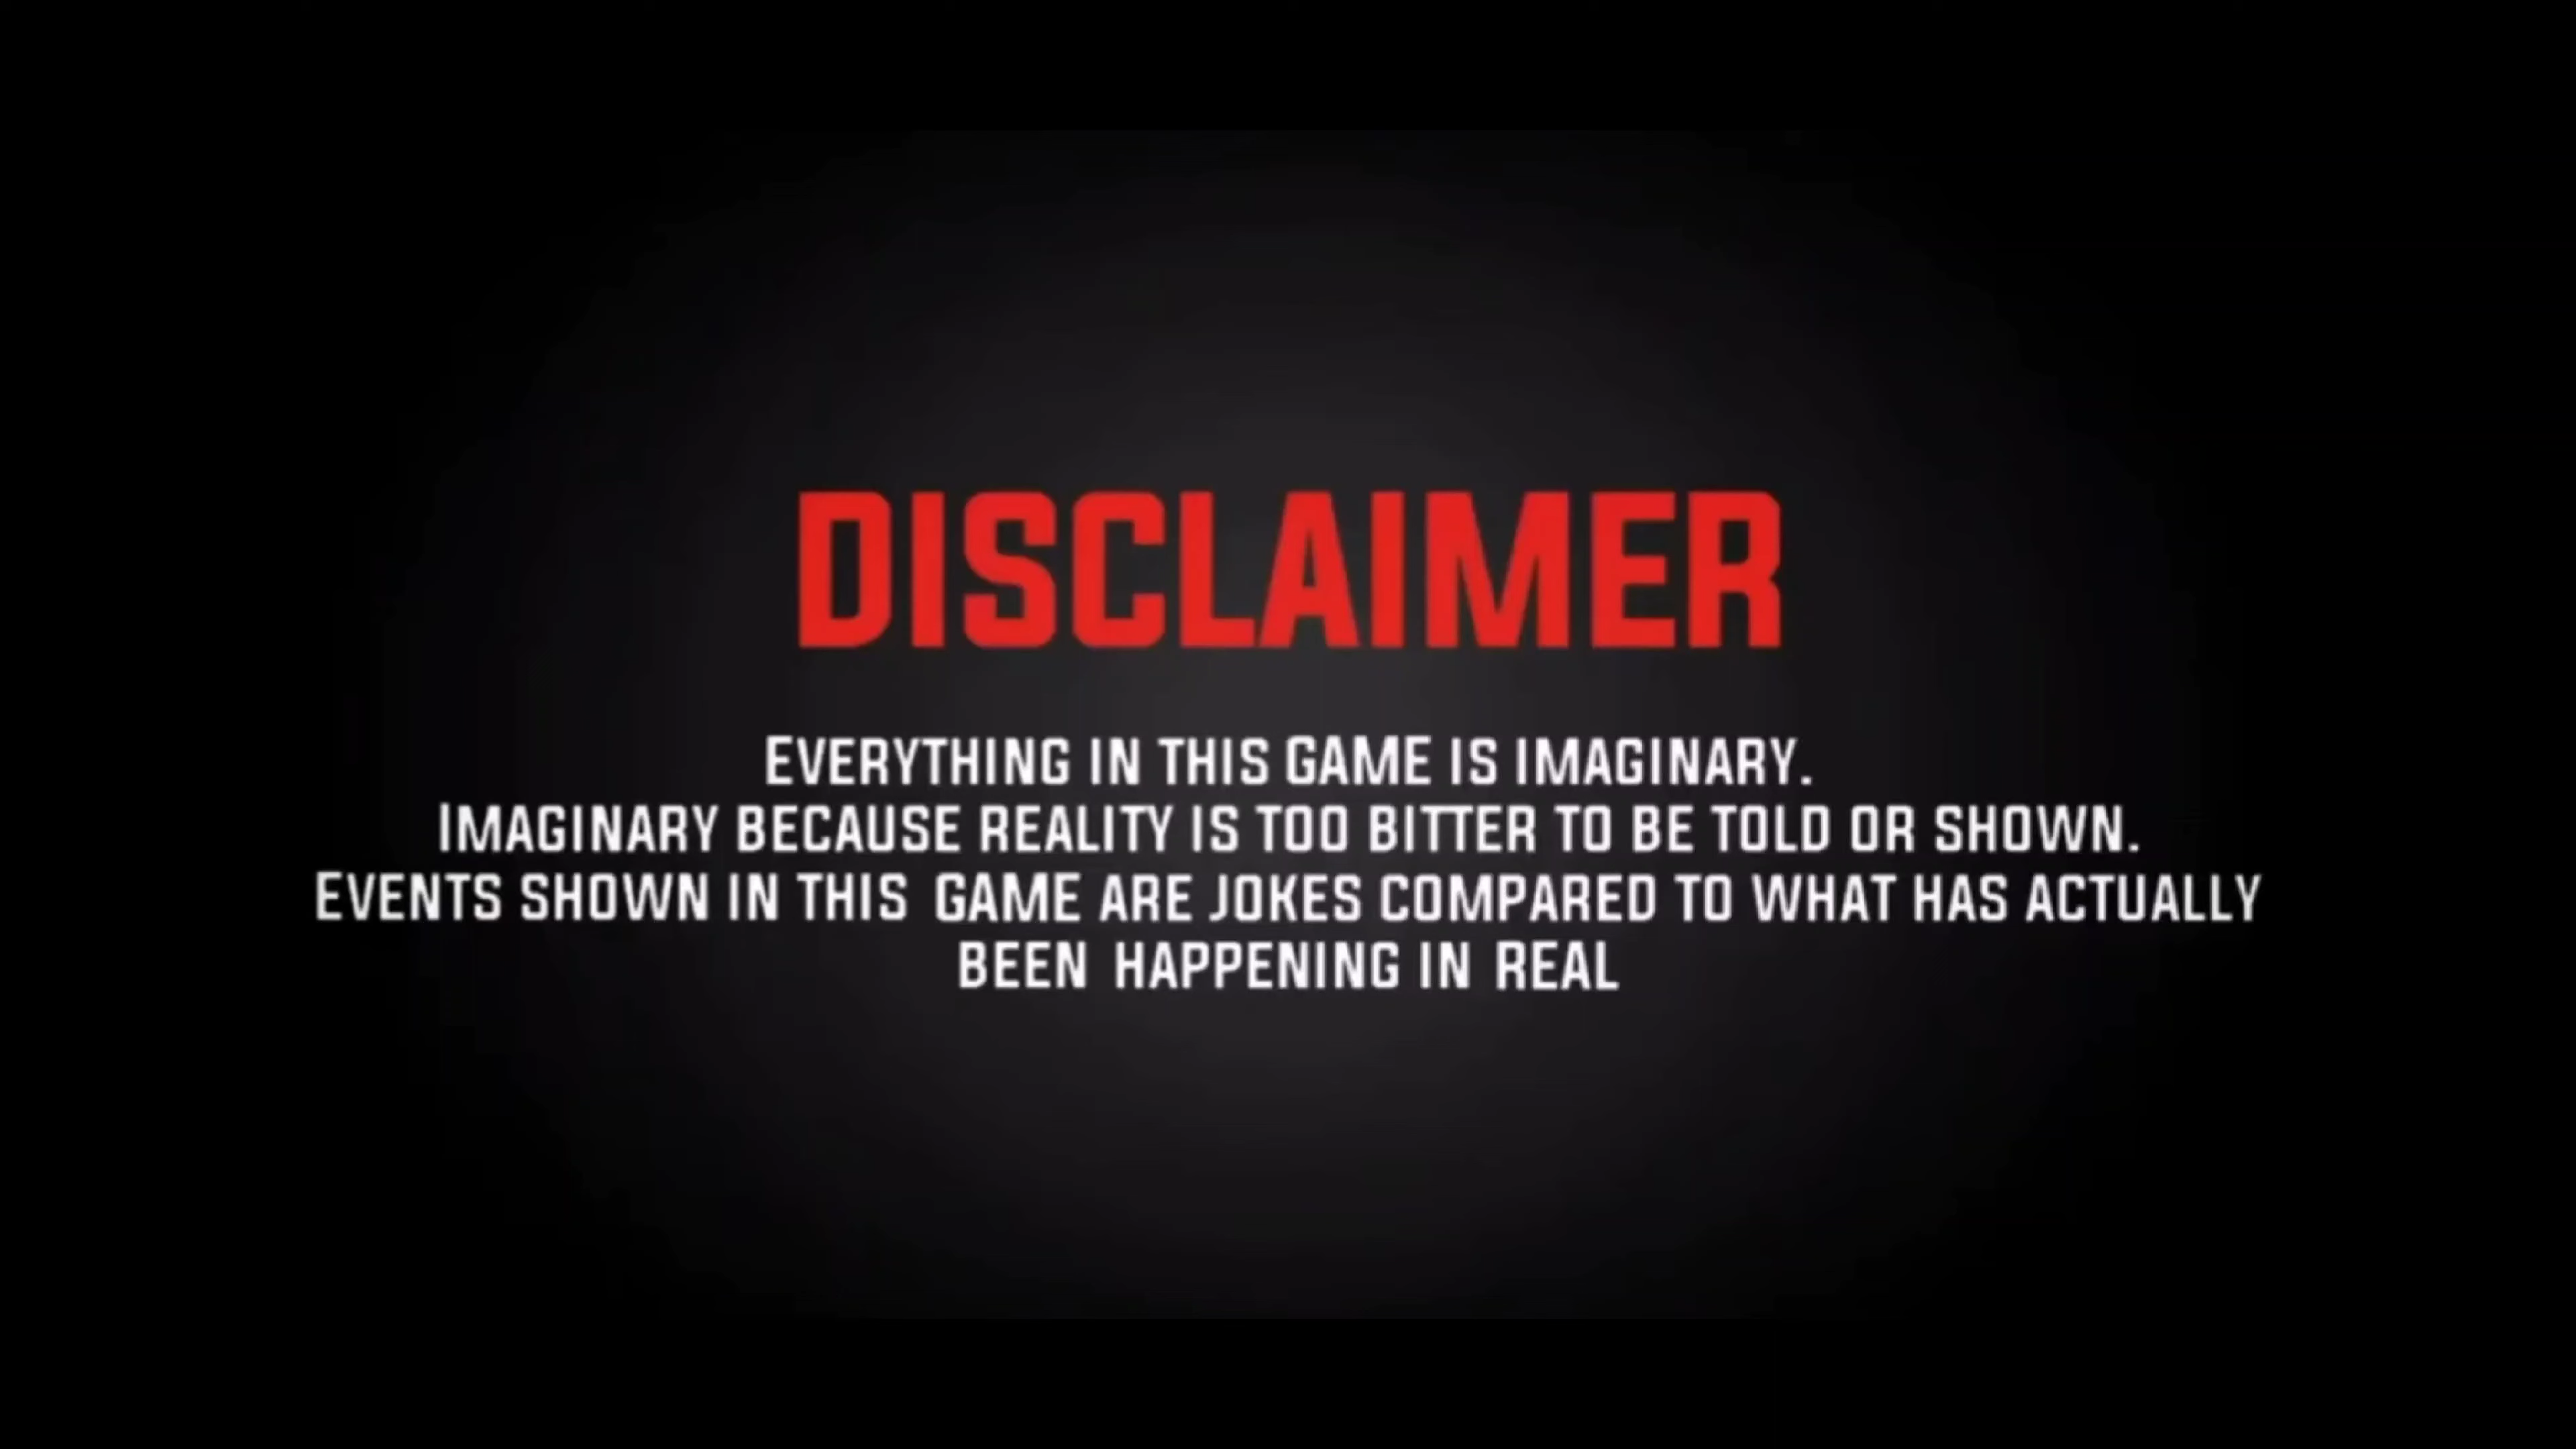 DISCLAIMER
EVERYTHING IN THIS GAME IS IMAGINARY.
IMAGINARY BECAUSE REALITY IS TOO BITTER TO BE TOLD OR SHOWN.
EVENTS SHOWN IN THIS GAME ARE JOKES COMPARED TO WHAT HAS ACTUALLY
BEEN HAPPENING IN REAL